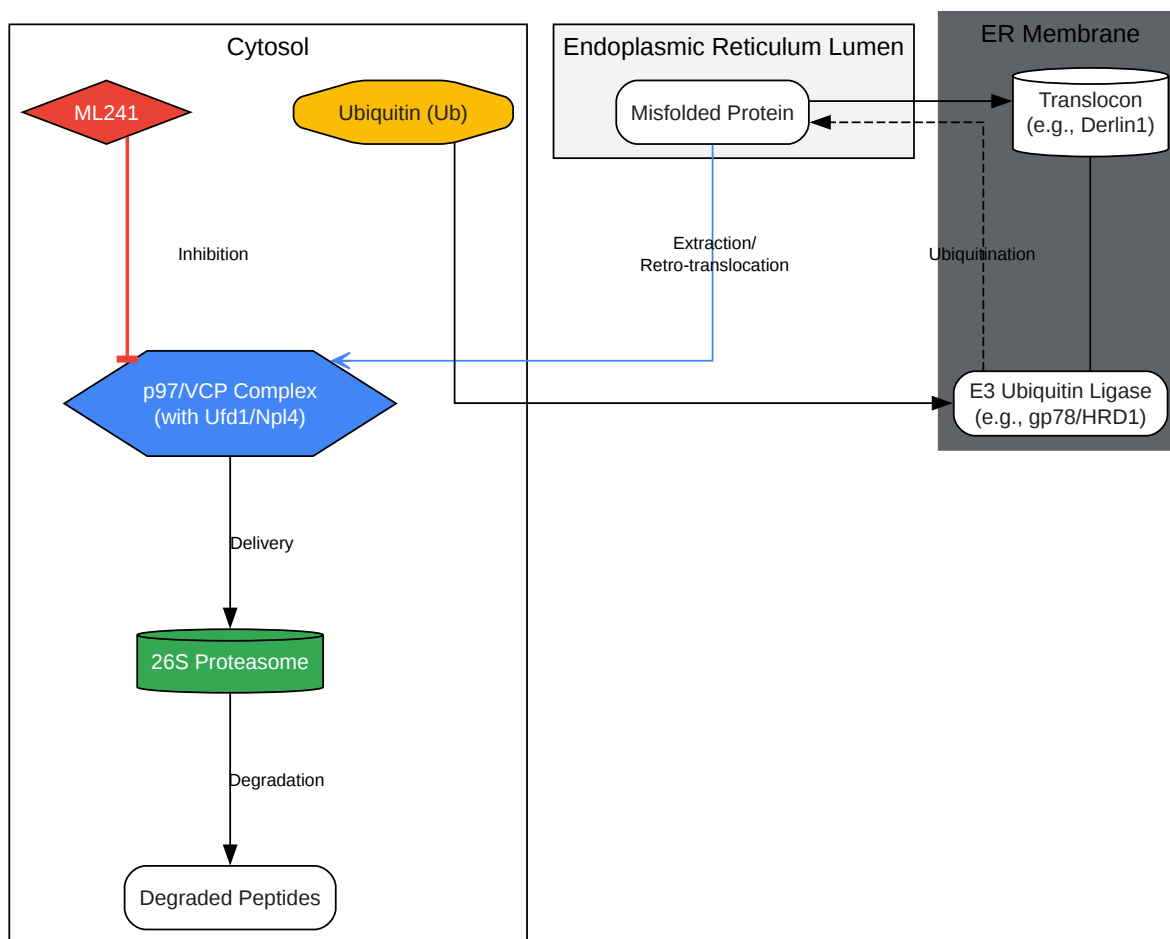 Cytosol
Endoplasmic Reticulum Lumen
ER Membrane
ML241
Ubiquitin (Ub)
Misfolded Protein
Translocon
(e.g., Derlin1)
Inhibition
Extraction/
Retro-translocation
Ubiquitination
p97/VCP Complex
(with Ufd1/Npl4)
E3 Ubiquitin Ligase
(e.g., gp78/HRD1)
Delivery
26S Proteasome
Degradation
Degraded Peptides